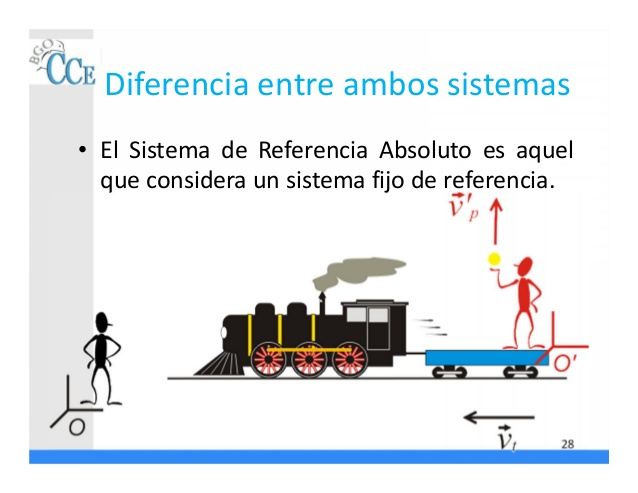 BGO
CCE
Diferencia entre ambos sistemas
• El Sistema de Referencia Absoluto es aquel
que considera un sistema fijo de referencia.
v⃗'p
O'
O
v⃗t
28